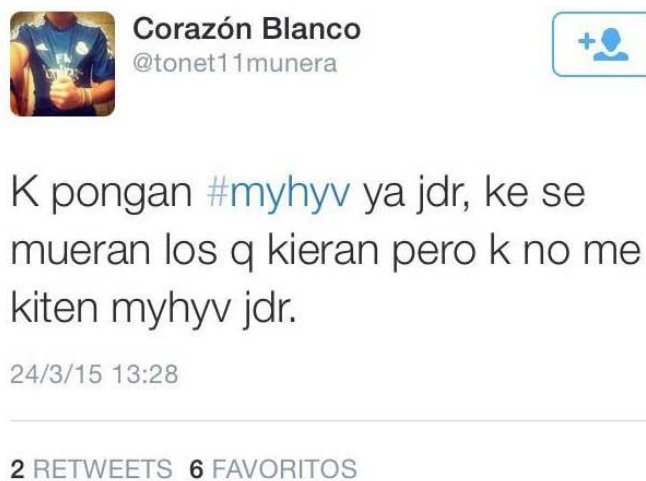 Corazón Blanco
@tonet11munera
K pongan #myhyv ya jdr, ke se
mueran los q kieran pero k no me
kiten myhyv jdr.
24/3/15 13:28
2 RETWEETS 6 FAVORITOS